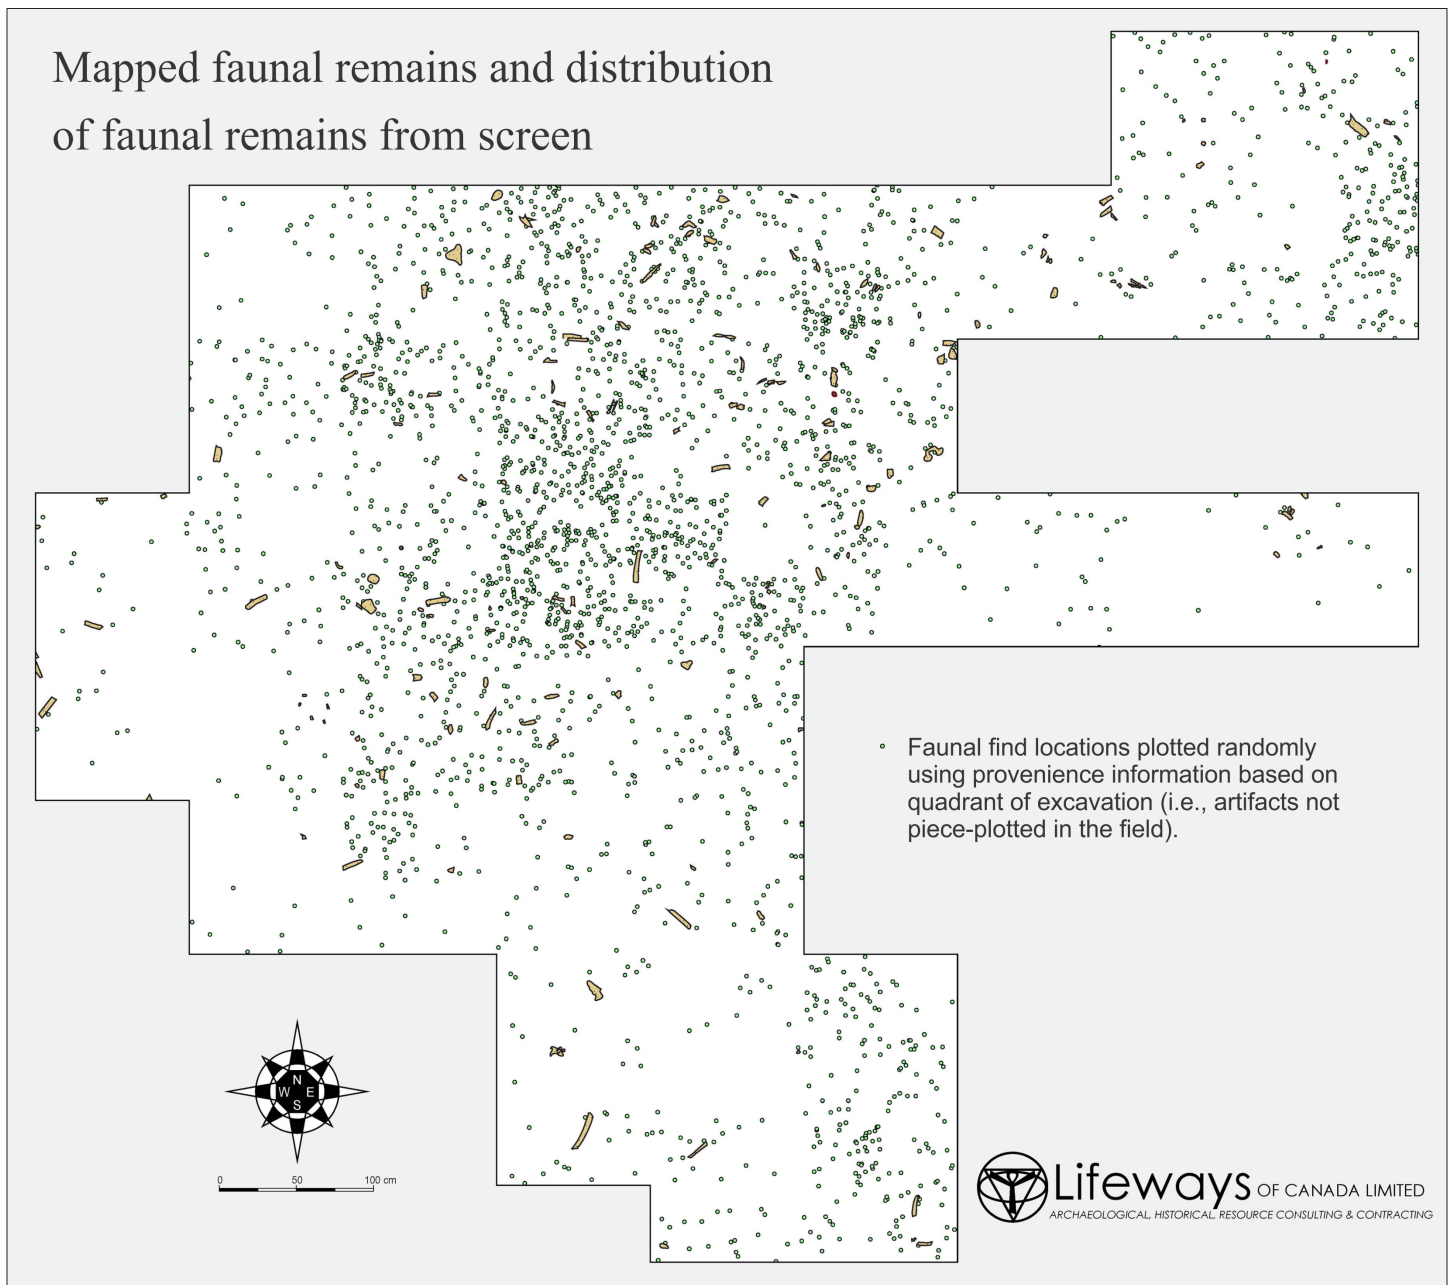 Mapped faunal remains and distribution
of faunal remains from screen
Faunal find locations plotted randomly
using provenience information based on
quadrant of excavation (i.e., artifacts not
piece-plotted in the field).
N
W E
S
0 50 100 cm
Lifeways OF CANADA LIMITED
ARCHAEOLOGICAL, HISTORICAL, RESOURCE CONSULTING & CONTRACTING